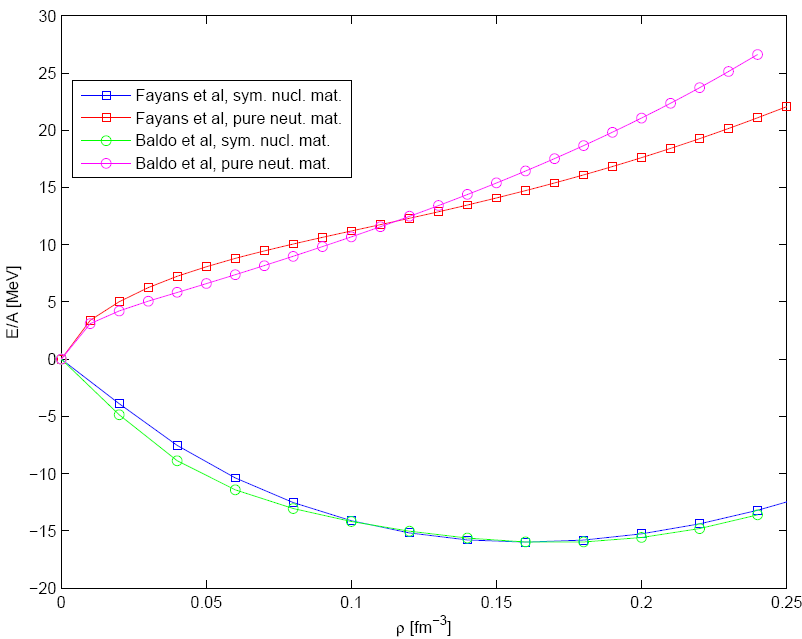 30
25
20
15
10
5
0
−5
−10
−15
−20
E/A [MeV]
Fayans et al, sym. nucl. mat.
Fayans et al, pure neut. mat.
Baldo et al, sym. nucl. mat.
Baldo et al, pure neut. mat.
0 0.05 0.1 0.15 0.2 0.25
ρ [fm⁻³]